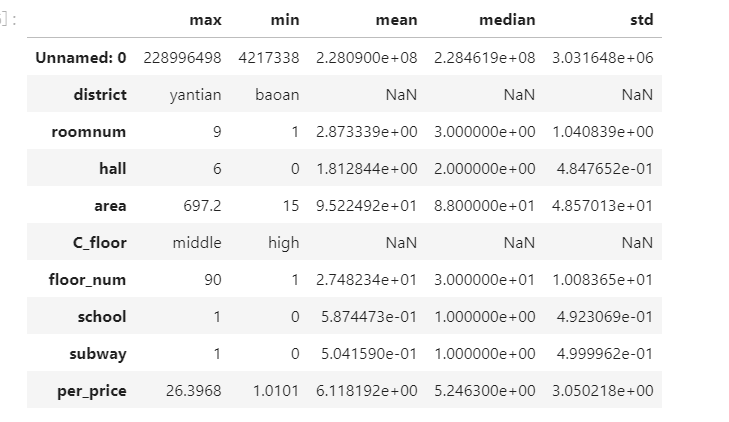 ]:
max min mean median std
Unnamed: 0 228996498 4217338 2.280900e+08 2.284619e+08 3.031648e+06
district yantian baoan NaN NaN NaN
roomnum 9 1 2.873339e+00 3.000000e+00 1.040839e+00
hall 6 0 1.812844e+00 2.000000e+00 4.847652e-01
area 697.2 15 9.522492e+01 8.800000e+01 4.857013e+01
C_floor middle high NaN NaN NaN
floor_num 90 1 2.748234e+01 3.000000e+01 1.008365e+01
school 1 0 5.874473e-01 1.000000e+00 4.923069e-01
subway 1 0 5.041590e-01 1.000000e+00 4.999962e-01
per_price 26.3968 1.0101 6.118192e+00 5.246300e+00 3.050218e+00